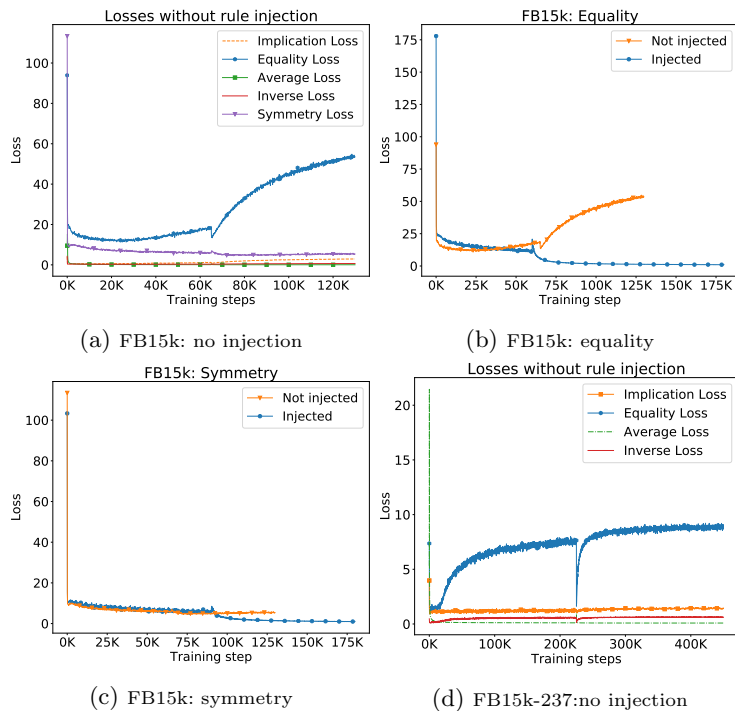 Losses without rule injection
Implication Loss
Equality Loss
Average Loss
Inverse Loss
Symmetry Loss
Loss
100
80
60
40
20
0
0K 20K 40K 60K 80K 100K 120K
Training steps
(a) FB15k: no injection
FB15k: Equality
Not injected
Injected
Loss
175
150
125
100
75
50
25
0
0K 25K 50K 75K 100K 125K 150K 175K
Training steps
(b) FB15k: equality
FB15k: Symmetry
Not injected
Injected
Loss
100
80
60
40
20
0
0K 25K 50K 75K 100K 125K 150K 175K
Training step
(c) FB15k: symmetry
Losses without rule injection
Implication Loss
Equality Loss
Average Loss
Inverse Loss
Loss
20
15
10
5
0
0K 100K 200K 300K 400K
Training steps
(d) FB15k-237:no injection